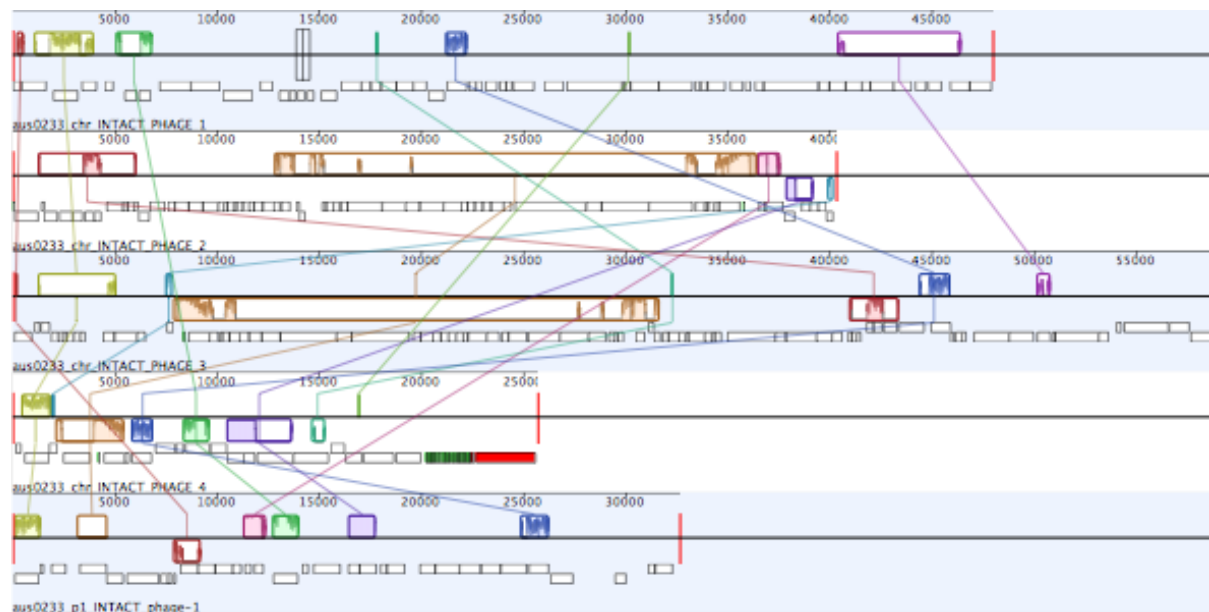 5000 10000 15000 20000 25000 30000 35000 40000 45000
aus0233_chr_INTACT_PHAGE_1
5000 10000 15000 20000 25000 30000 35000
aus0233_chr_INTACT_PHAGE_2
5000 10000 15000 20000 25000 30000 35000 40000 45000 50000 55000
aus0233_chr_INTACT_PHAGE_3
5000 10000 15000 20000
aus0233_chr_INTACT_PHAGE_4
5000 10000 15000 20000 25000 30000
aus0233_p1_INTACT_phage-1